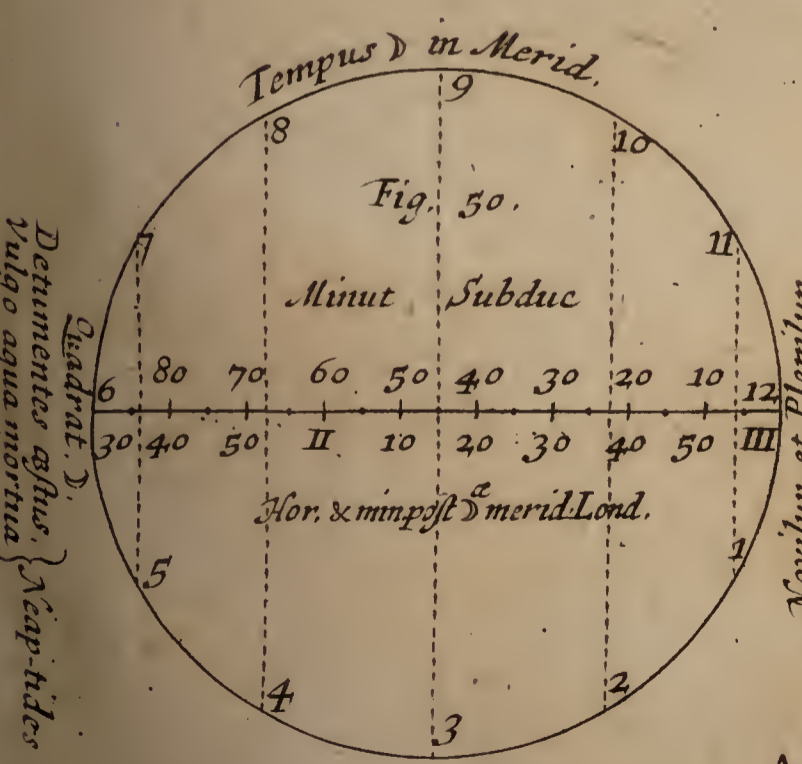 Tempus ☽ in Merid.
9
8
10
Fig. 50.
7
11
Minut Subduc
6 80 70 60 50 40 30 20 10 12
30 40 50 II 10 20 30 40 50 III
Hor. & min post ☽æ merid. Lond.
5
1
4
2
3
Quadrat. ☽.
Detumentes æstus. } Neap-tides
Vulgo aqua mortua
Novilun et Plenilun